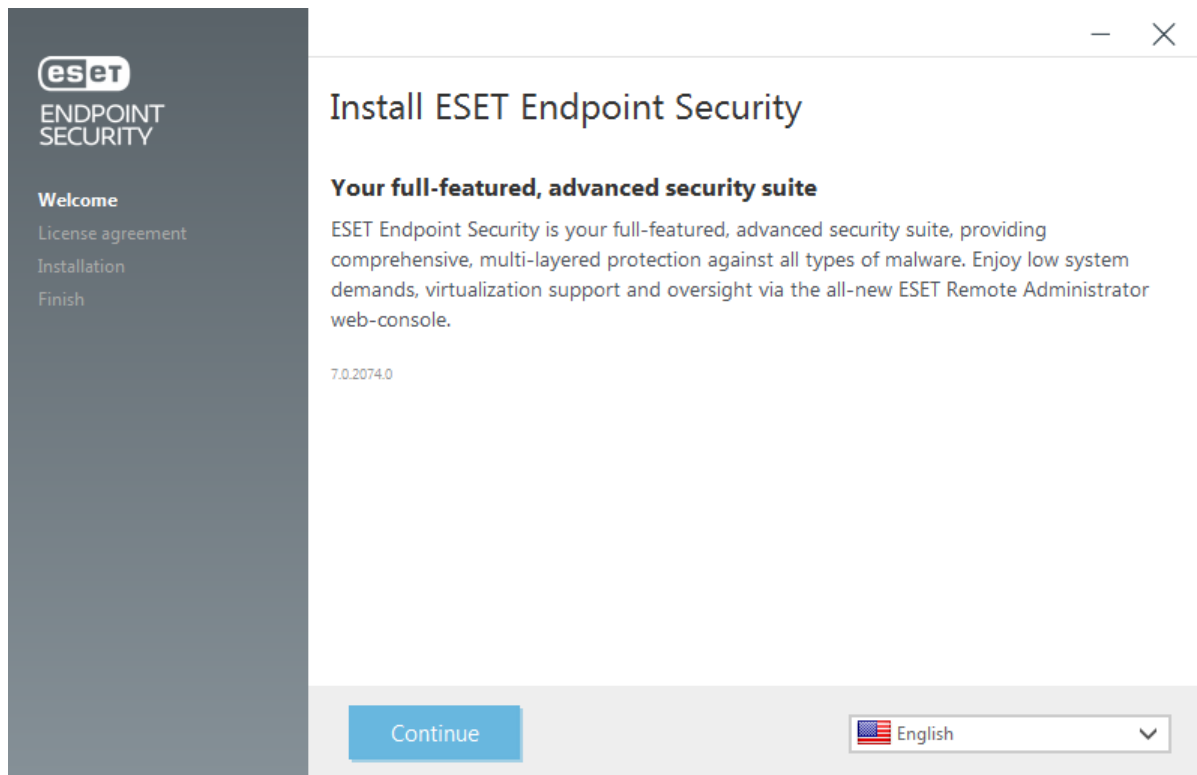 eset
ENDPOINT
SECURITY
Welcome
License agreement
Installation
Finish
Install ESET Endpoint Security
Your full-featured, advanced security suite
ESET Endpoint Security is your full-featured, advanced security suite, providing
comprehensive, multi-layered protection against all types of malware. Enjoy low system
demands, virtualization support and oversight via the all-new ESET Remote Administrator
web-console.
7.0.2074.0
Continue
English